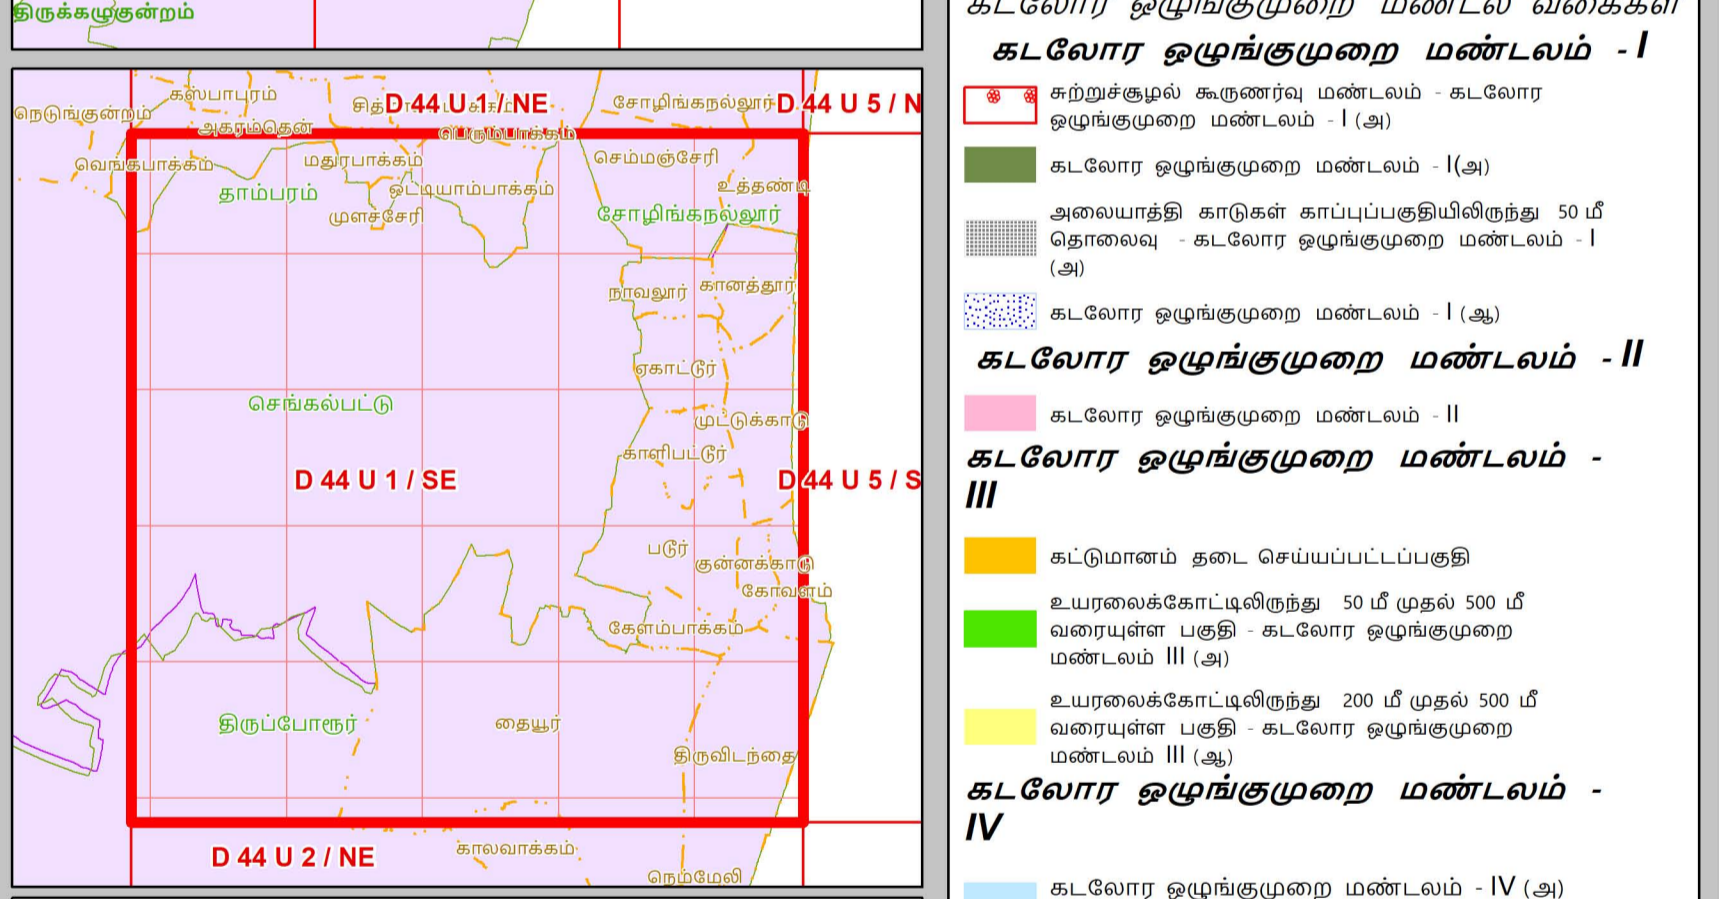 திருக்கழுகுன்றம்
கஸ்பாபுரம்
நெடுங்குன்றம்
D 44 U 1 / NE
சோழிங்கநல்லூர்
D 44 U 5 / N
அகரம்தென்
பெரும்பாக்கம்
வெங்கபாக்கம்
மதுரபாக்கம்
செம்மஞ்சேரி
தாம்பரம்
ஒட்டியாம்பாக்கம்
உத்தண்டி
முளச்சேரி
சோழிங்கநல்லூர்
நாவலூர்
கானத்தூர்
ஏகாட்டூர்
செங்கல்பட்டு
முட்டுக்காடு
காளிபட்டூர்
D 44 U 1 / SE
D 44 U 5 / S
படூர்
குன்னக்காடு
கோவளம்
கேளம்பாக்கம்
திருப்போரூர்
தையூர்
திருவிடந்தை
D 44 U 2 / NE
காலவாக்கம்
நெம்மேலி
கடலோர ஒழுங்குமுறை மண்டல வகைகள்
கடலோர ஒழுங்குமுறை மண்டலம் - I
சுற்றுச்சூழல் கூருணர்வு மண்டலம் - கடலோர
ஒழுங்குமுறை மண்டலம் - I (அ)
கடலோர ஒழுங்குமுறை மண்டலம் - I(அ)
அலையாத்தி காடுகள் காப்புப்பகுதியிலிருந்து 50 மீ
தொலைவு - கடலோர ஒழுங்குமுறை மண்டலம் - I
(அ)
கடலோர ஒழுங்குமுறை மண்டலம் - I (ஆ)
கடலோர ஒழுங்குமுறை மண்டலம் - II
கடலோர ஒழுங்குமுறை மண்டலம் - II
கடலோர ஒழுங்குமுறை மண்டலம் -
III
கட்டுமானம் தடை செய்யப்பட்டப்பகுதி
உயரலைக்கோட்டிலிருந்து 50 மீ முதல் 500 மீ
வரையுள்ள பகுதி - கடலோர ஒழுங்குமுறை
மண்டலம் III (அ)
உயரலைக்கோட்டிலிருந்து 200 மீ முதல் 500 மீ
வரையுள்ள பகுதி - கடலோர ஒழுங்குமுறை
மண்டலம் III (ஆ)
கடலோர ஒழுங்குமுறை மண்டலம் -
IV
கடலோர ஒழுங்குமுறை மண்டலம் - IV (அ)